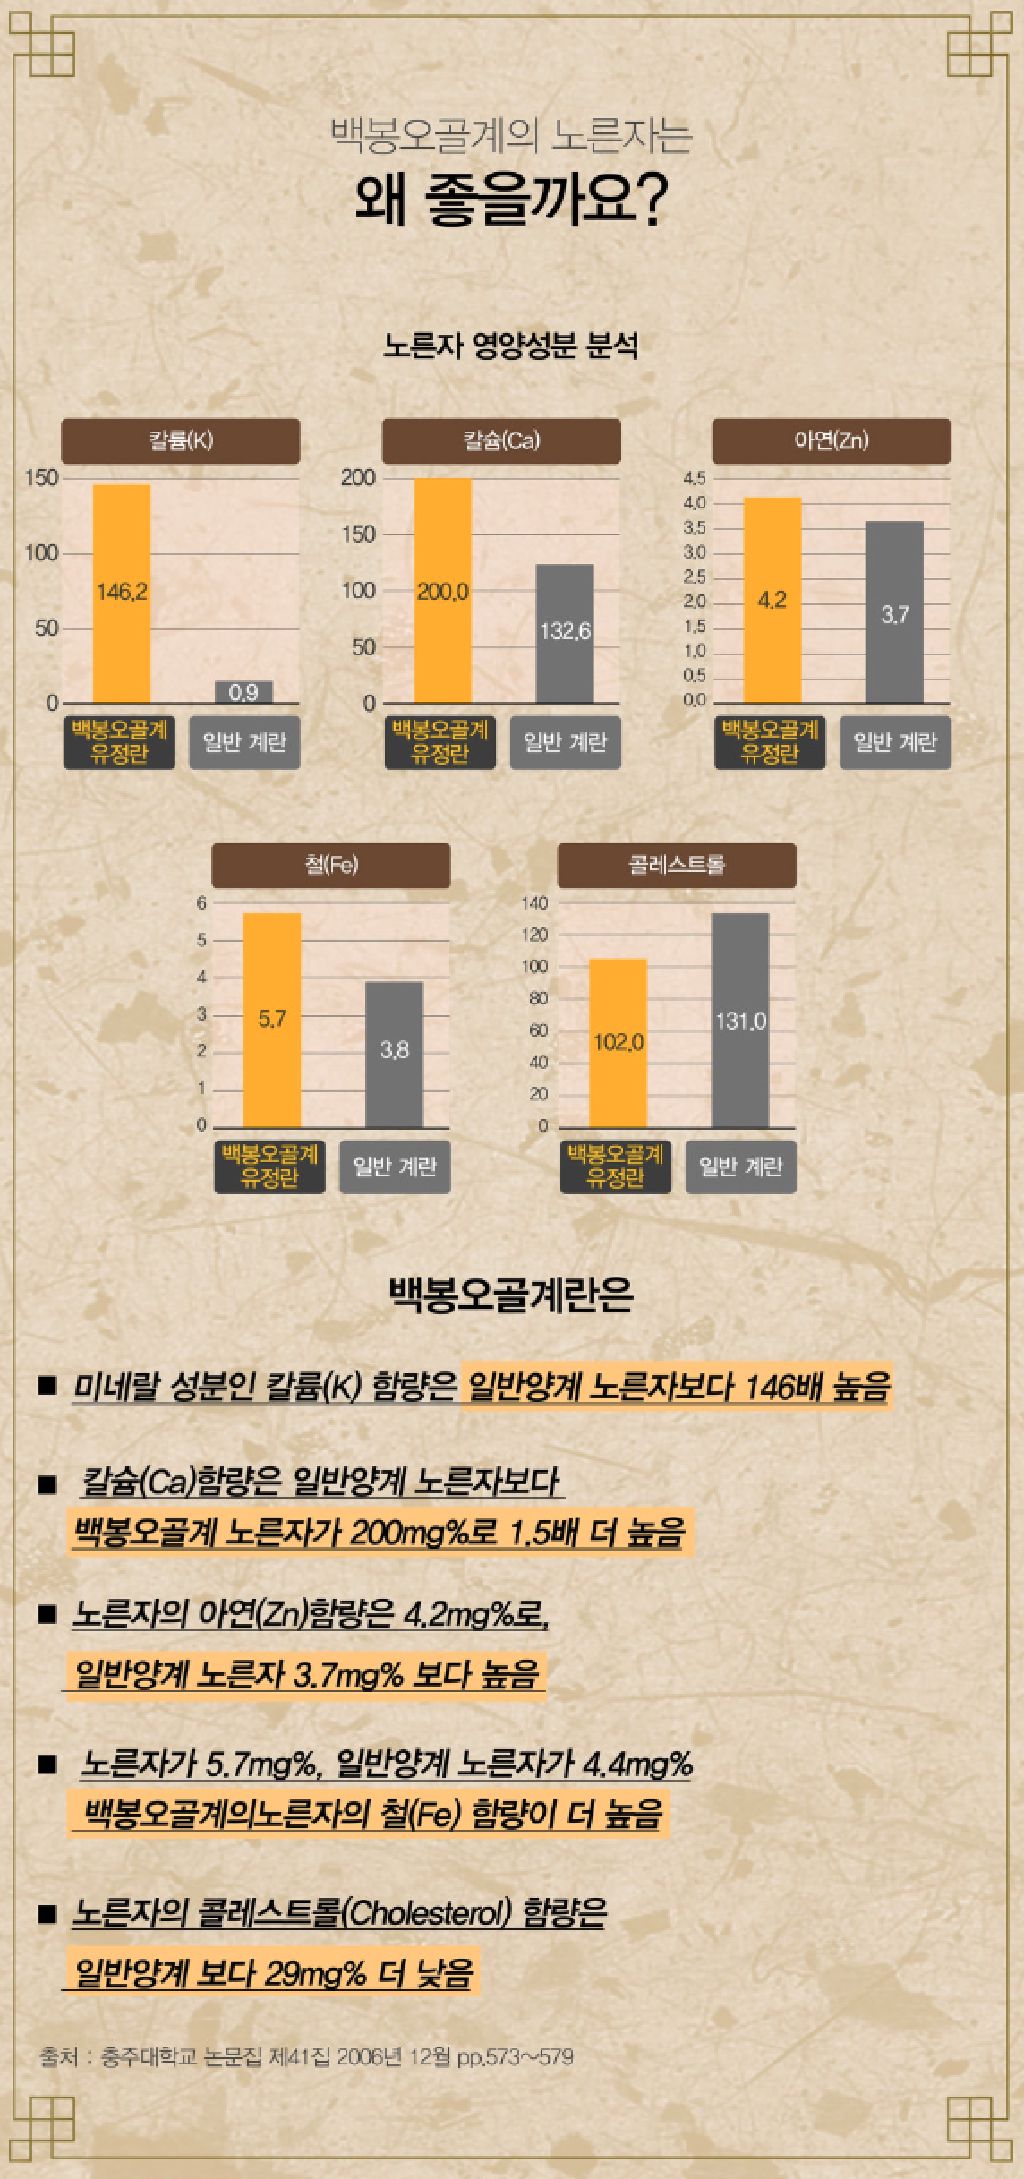 백봉오골계의 노른자는
왜 좋을까요?
노른자 영양성분 분석
칼륨(K)
150
100
50
0
146.2
0.9
백봉오골계
유정란
일반 계란
칼슘(Ca)
200
150
100
50
0
200.0
132.6
백봉오골계
유정란
일반 계란
아연(Zn)
4.5
4.0
3.5
3.0
2.5
2.0
1.5
1.0
0.5
0.0
4.2
3.7
백봉오골계
유정란
일반 계란
철(Fe)
6
5
4
3
2
1
0
5.7
3.8
백봉오골계
유정란
일반 계란
콜레스트롤
140
120
100
80
60
40
20
0
102.0
131.0
백봉오골계
유정란
일반 계란
백봉오골계란은
■ 미네랄 성분인 칼륨(K) 함량은 일반양계 노른자보다 146배 높음
■ 칼슘(Ca)함량은 일반양계 노른자보다
백봉오골계 노른자가 200mg%로 1.5배 더 높음
■ 노른자의 아연(Zn)함량은 4.2mg%로,
일반양계 노른자 3.7mg% 보다 높음
■ 노른자가 5.7mg%, 일반양계 노른자가 4.4mg%
백봉오골계의노른자의 철(Fe) 함량이 더 높음
■ 노른자의 콜레스트롤(Cholesterol) 함량은
일반양계 보다 29mg% 더 낮음
출처 : 충주대학교 논문집 제41집 2006년 12월 pp.573~579